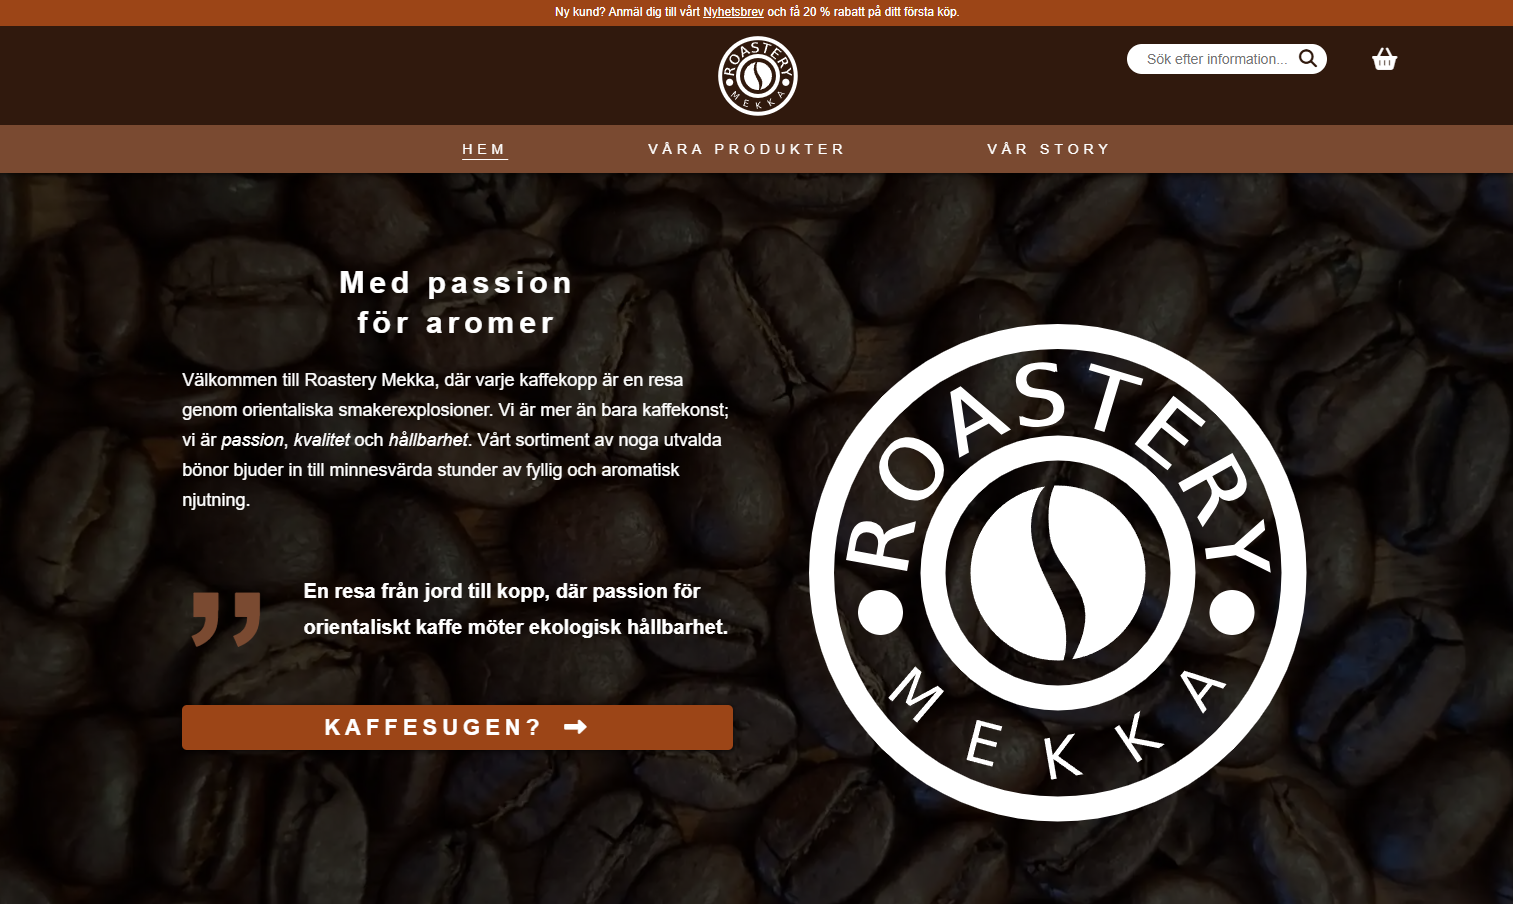 Ny kund? Anmäl dig till vårt Nyhetsbrev och få 20 % rabatt på ditt första köp.
ROASTERY
MEKKA
Sök efter information...
HEM
VÅRA PRODUKTER
VÅR STORY
Med passion
för aromer
Välkommen till Roastery Mekka, där varje kaffekopp är en resa
genom orientaliska smakerexplosioner. Vi är mer än bara kaffekonst;
vi är passion, kvalitet och hållbarhet. Vårt sortiment av noga utvalda
bönor bjuder in till minnesvärda stunder av fyllig och aromatisk
njutning.
En resa från jord till kopp, där passion för
orientaliskt kaffe möter ekologisk hållbarhet.
KAFFESUGEN?
ROASTERY
MEKKA